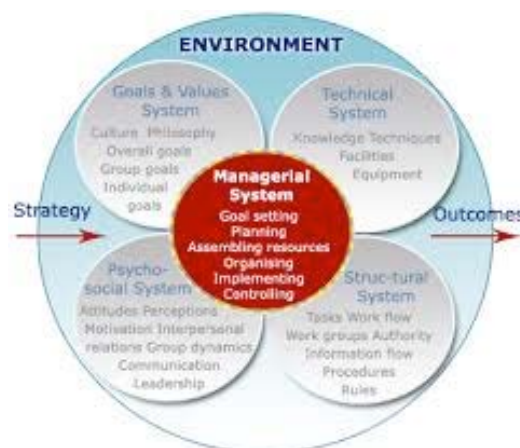 ENVIRONMENT
Goals & Values
System
Culture Philosophy
Overall goals
Group goals
Individual
goals
Technical
System
Knowledge Techniques
Facilities
Equipment
Strategy
Managerial
System
Goal setting
Planning
Assembling resources
Organising
Implementing
Controlling
Outcomes
Psycho-
social System
Attitudes Perceptions
Motivation Interpersonal
relations Group dynamics
Communication
Leadership
Struc-tural
System
Tasks Work flow
Work groups Authority
Information flow
Procedures
Rules